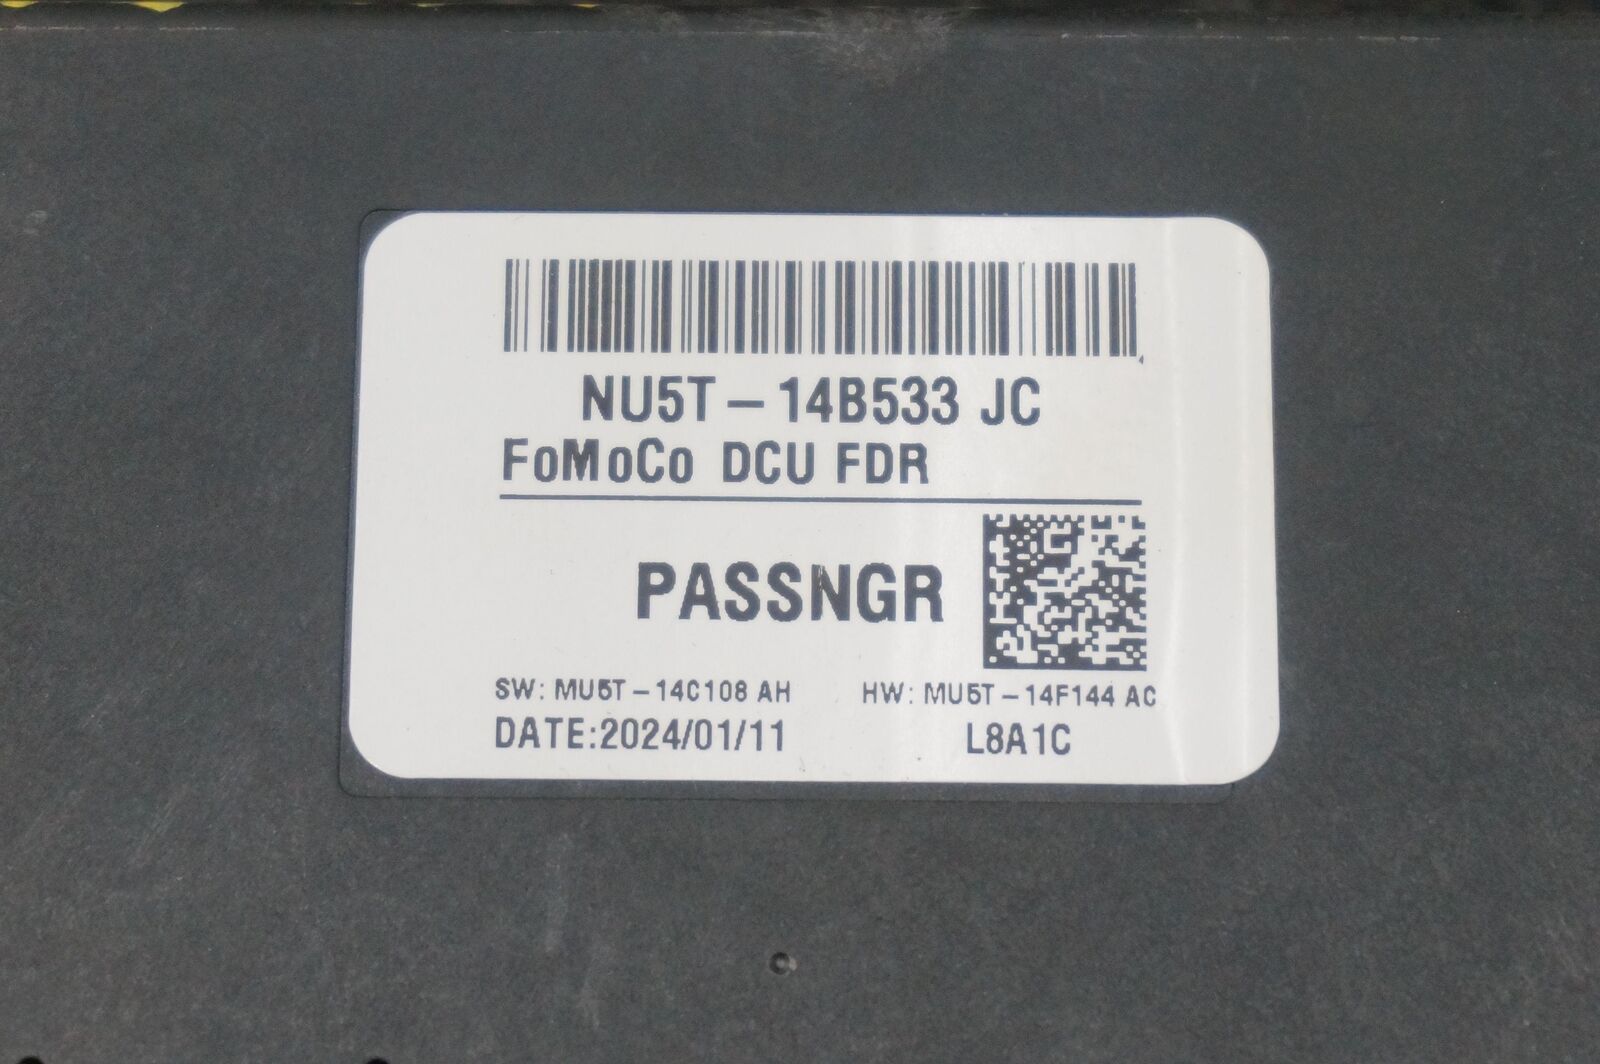 NU5T-14B533 JC
FoMoCo DCU FDR
PASSNGR
SW: MU5T-14C108 AH
HW: MU5T-14F144 AC
DATE:2024/01/11
L8A1C